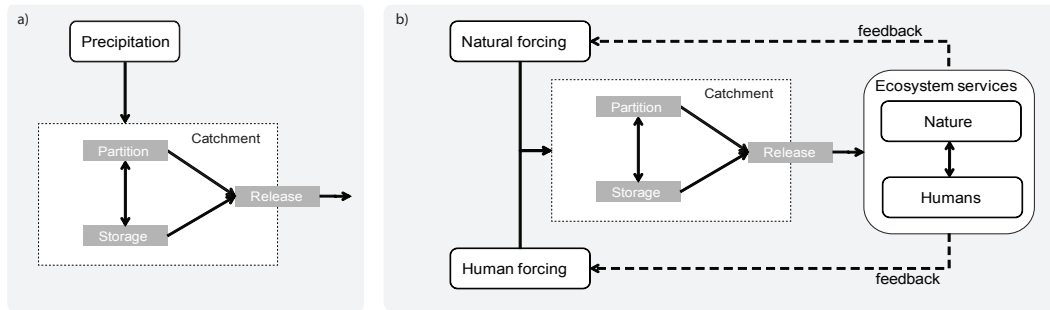 a)
Precipitation
Catchment
Partition
Storage
Release
b)
Natural forcing
feedback
Catchment
Partition
Storage
Release
Ecosystem services
Nature
Humans
Human forcing
feedback